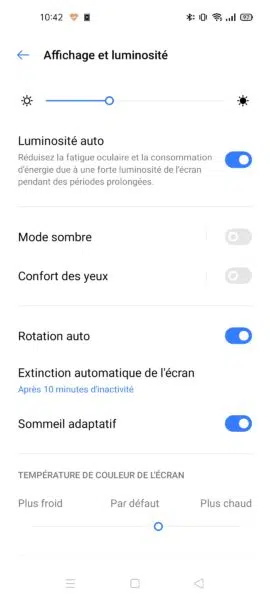 10:42
Affichage et luminosité
Luminosité auto
Réduisez la fatigue oculaire et la consommation
d'énergie due à une forte luminosité de l'écran
pendant des périodes prolongées.
Mode sombre
Confort des yeux
Rotation auto
Extinction automatique de l'écran
Après 10 minutes d'inactivité
Sommeil adaptatif
TEMPÉRATURE DE COULEUR DE L'ÉCRAN
Plus froid Par défaut Plus chaud